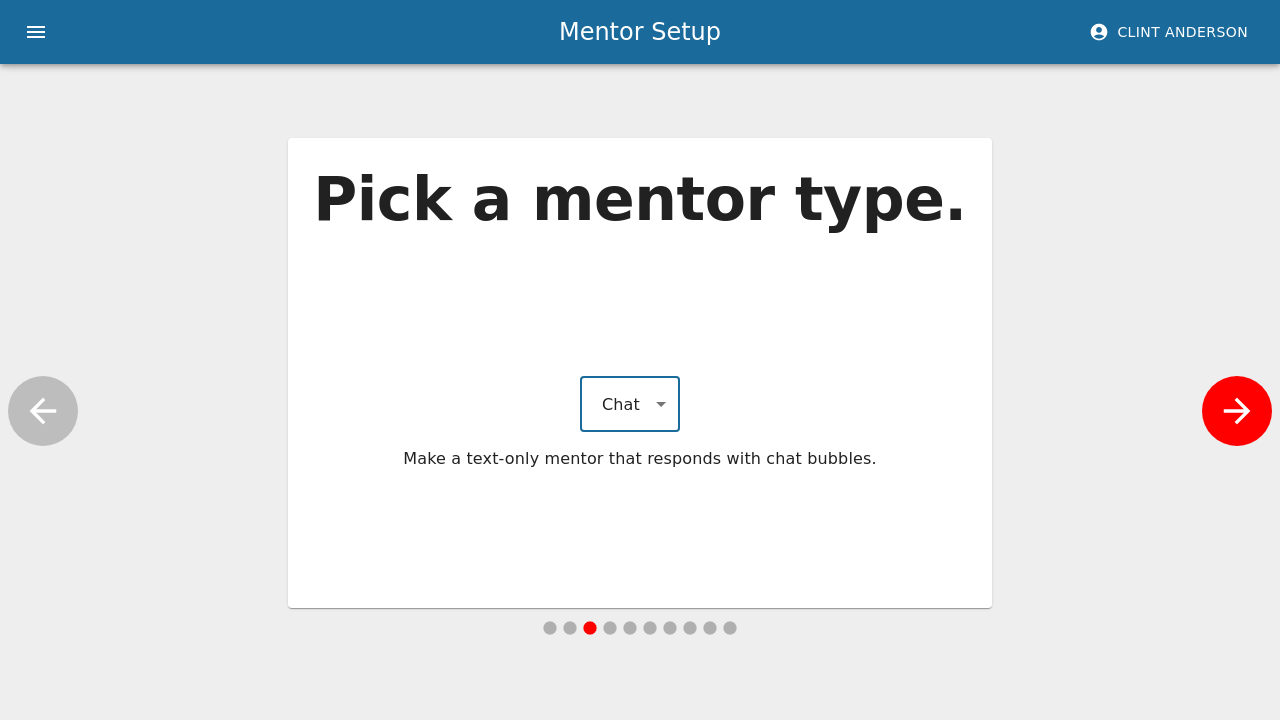 Mentor Setup
CLINT ANDERSON
Pick a mentor type.
Chat
Make a text-only mentor that responds with chat bubbles.